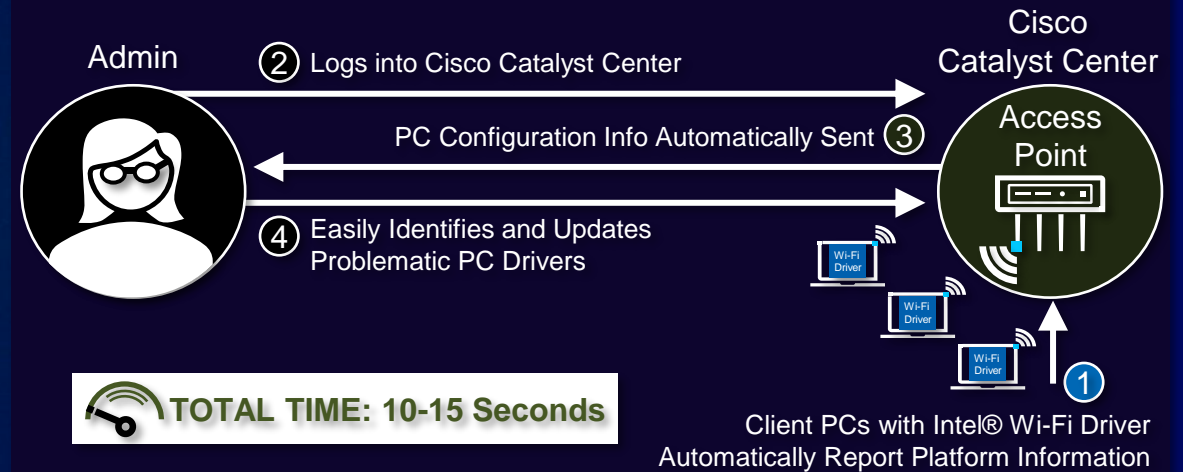 Admin
② Logs into Cisco Catalyst Center
Cisco
Catalyst Center
PC Configuration Info Automatically Sent ③
Access
Point
④ Easily Identifies and Updates
Problematic PC Drivers
Wi-Fi
Driver
Wi-Fi
Driver
Wi-Fi
Driver
①
Client PCs with Intel® Wi-Fi Driver
Automatically Report Platform Information
TOTAL TIME: 10-15 Seconds